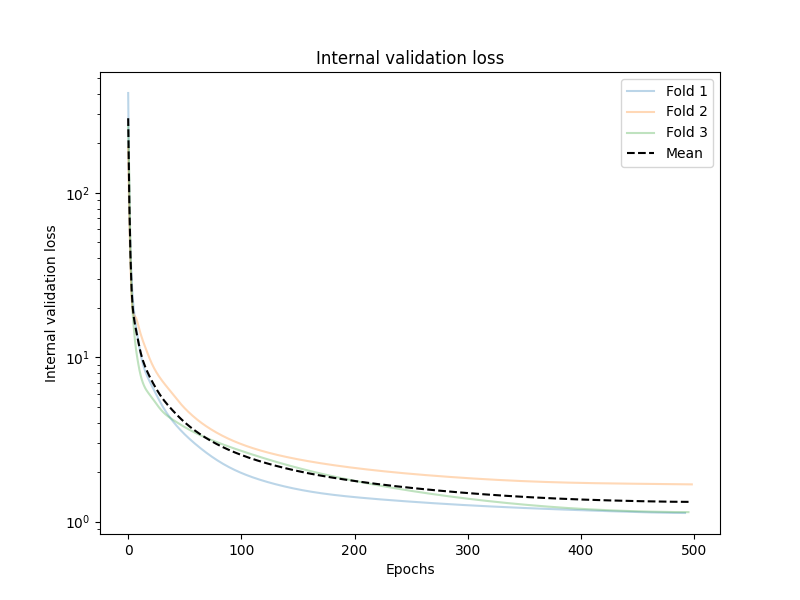 Internal validation loss
Fold 1
Fold 2
Fold 3
Mean
Internal validation loss
10²
10¹
10⁰
0 100 200 300 400 500
Epochs